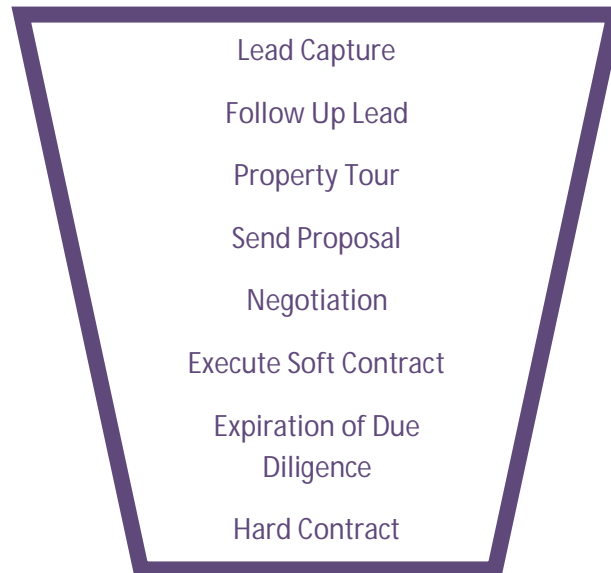 Lead Capture
Follow Up Lead
Property Tour
Send Proposal
Negotiation
Execute Soft Contract
Expiration of Due
Diligence
Hard Contract